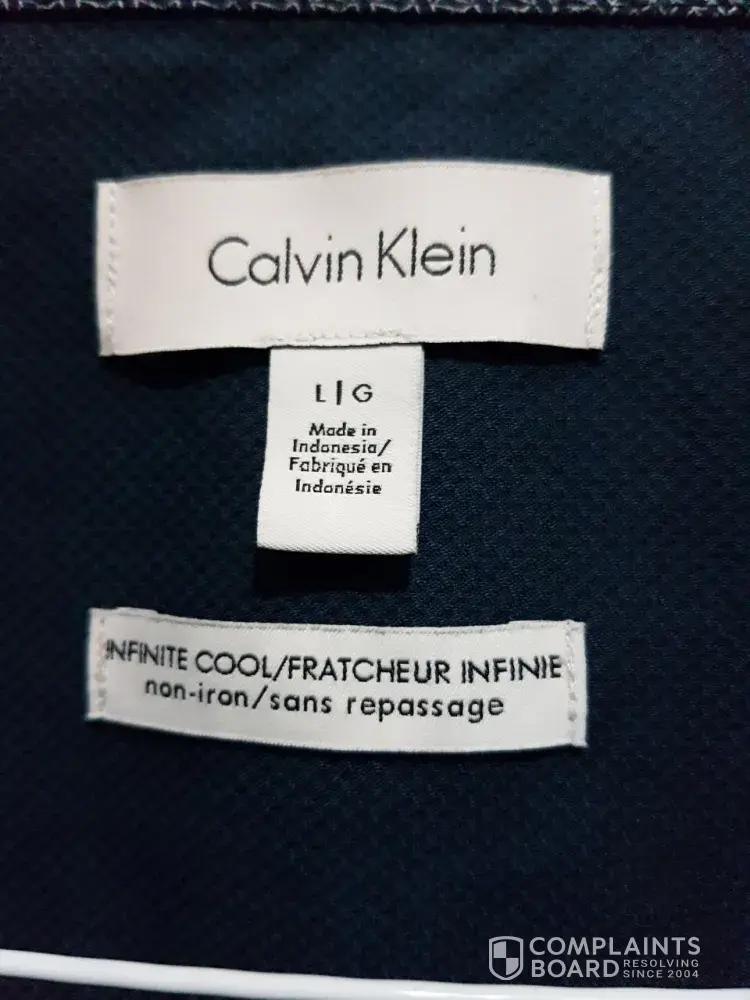 Calvin Klein
L|G
Made in
Indonesia/
Fabriqué en
Indonésie
INFINITE COOL/FRATCHEUR INFINIE
non-iron/sans repassage
COMPLAINTS
BOARD RESOLVING
SINCE 2004